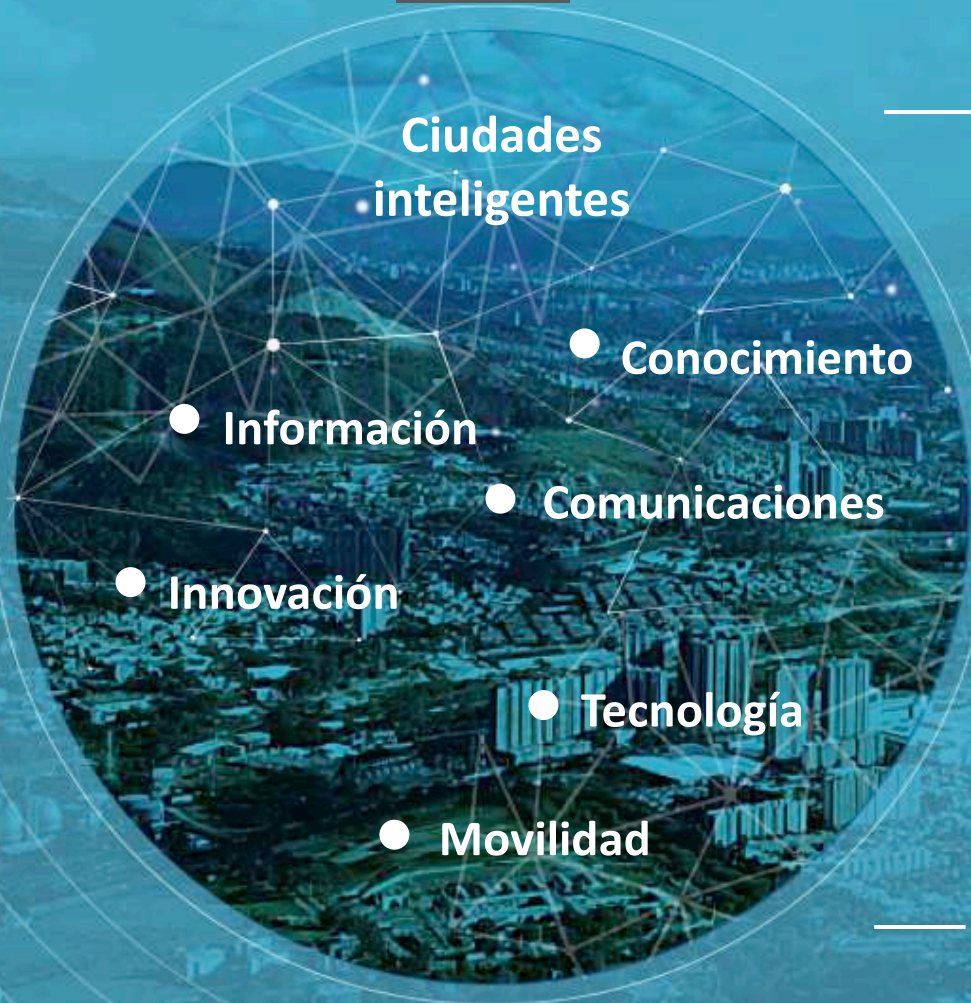 Ciudades
inteligentes
Conocimiento
Información
Comunicaciones
Innovación
Tecnología
Movilidad